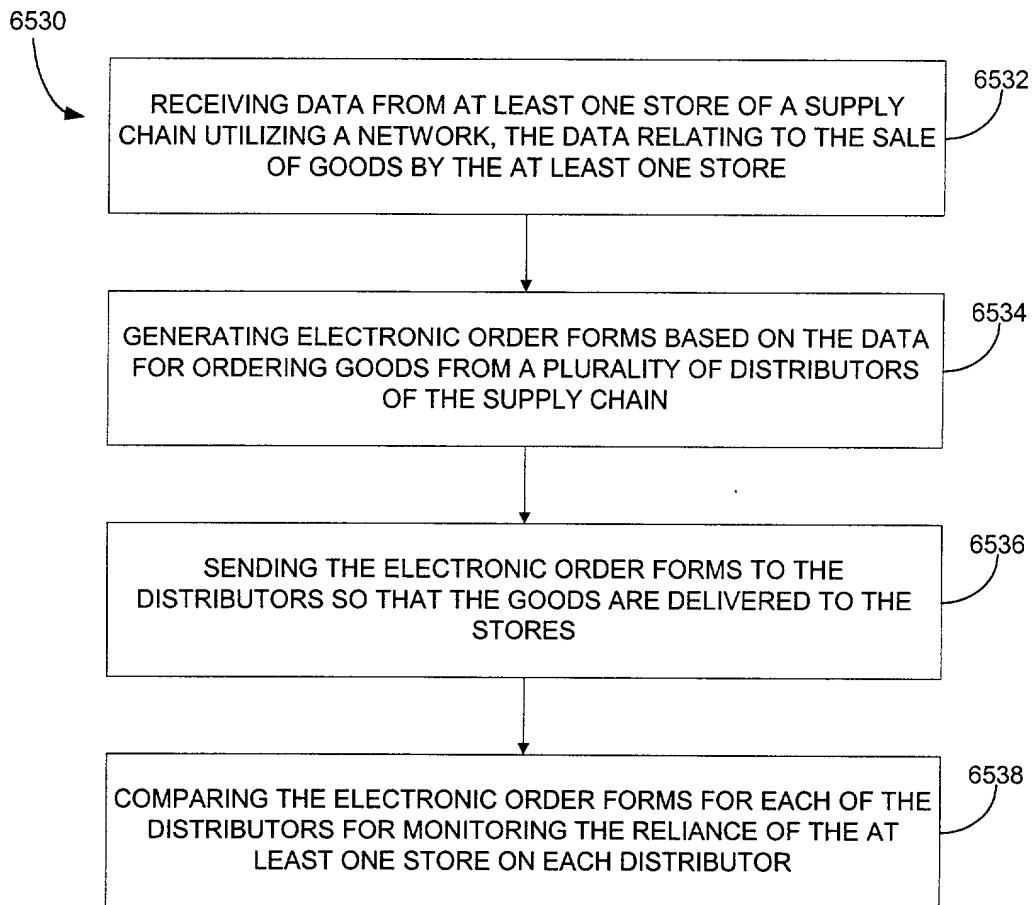 6530
6532
RECEIVING DATA FROM AT LEAST ONE STORE OF A SUPPLY
CHAIN UTILIZING A NETWORK, THE DATA RELATING TO THE SALE
OF GOODS BY THE AT LEAST ONE STORE
6534
GENERATING ELECTRONIC ORDER FORMS BASED ON THE DATA
FOR ORDERING GOODS FROM A PLURALITY OF DISTRIBUTORS
OF THE SUPPLY CHAIN
6536
SENDING THE ELECTRONIC ORDER FORMS TO THE
DISTRIBUTORS SO THAT THE GOODS ARE DELIVERED TO THE
STORES
6538
COMPARING THE ELECTRONIC ORDER FORMS FOR EACH OF THE
DISTRIBUTORS FOR MONITORING THE RELIANCE OF THE AT
LEAST ONE STORE ON EACH DISTRIBUTOR